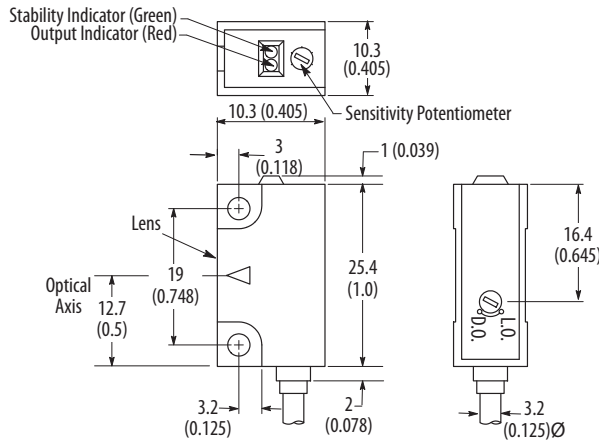 Stability Indicator (Green)
Output Indicator (Red)
10.3
(0.405)
Sensitivity Potentiometer
10.3 (0.405)
3
(0.118)
1 (0.039)
Lens
Optical
Axis
12.7
(0.5)
19
(0.748)
25.4
(1.0)
16.4
(0.645)
D.O.
L.O.
3.2
(0.125)
2
(0.078)
3.2
(0.125)Ø